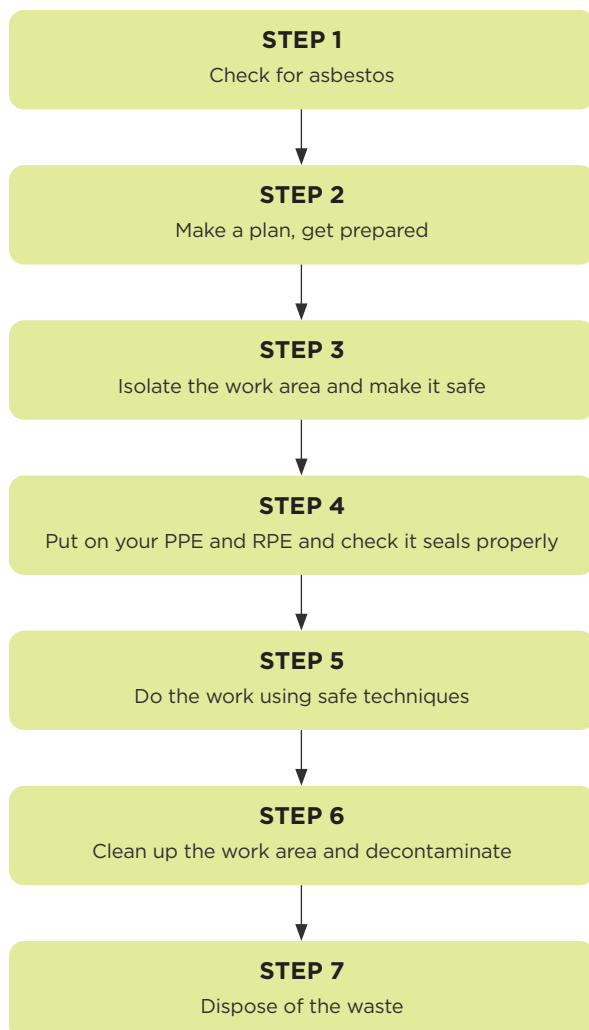 STEP 1
Check for asbestos
STEP 2
Make a plan, get prepared
STEP 3
Isolate the work area and make it safe
STEP 4
Put on your PPE and RPE and check it seals properly
STEP 5
Do the work using safe techniques
STEP 6
Clean up the work area and decontaminate
STEP 7
Dispose of the waste